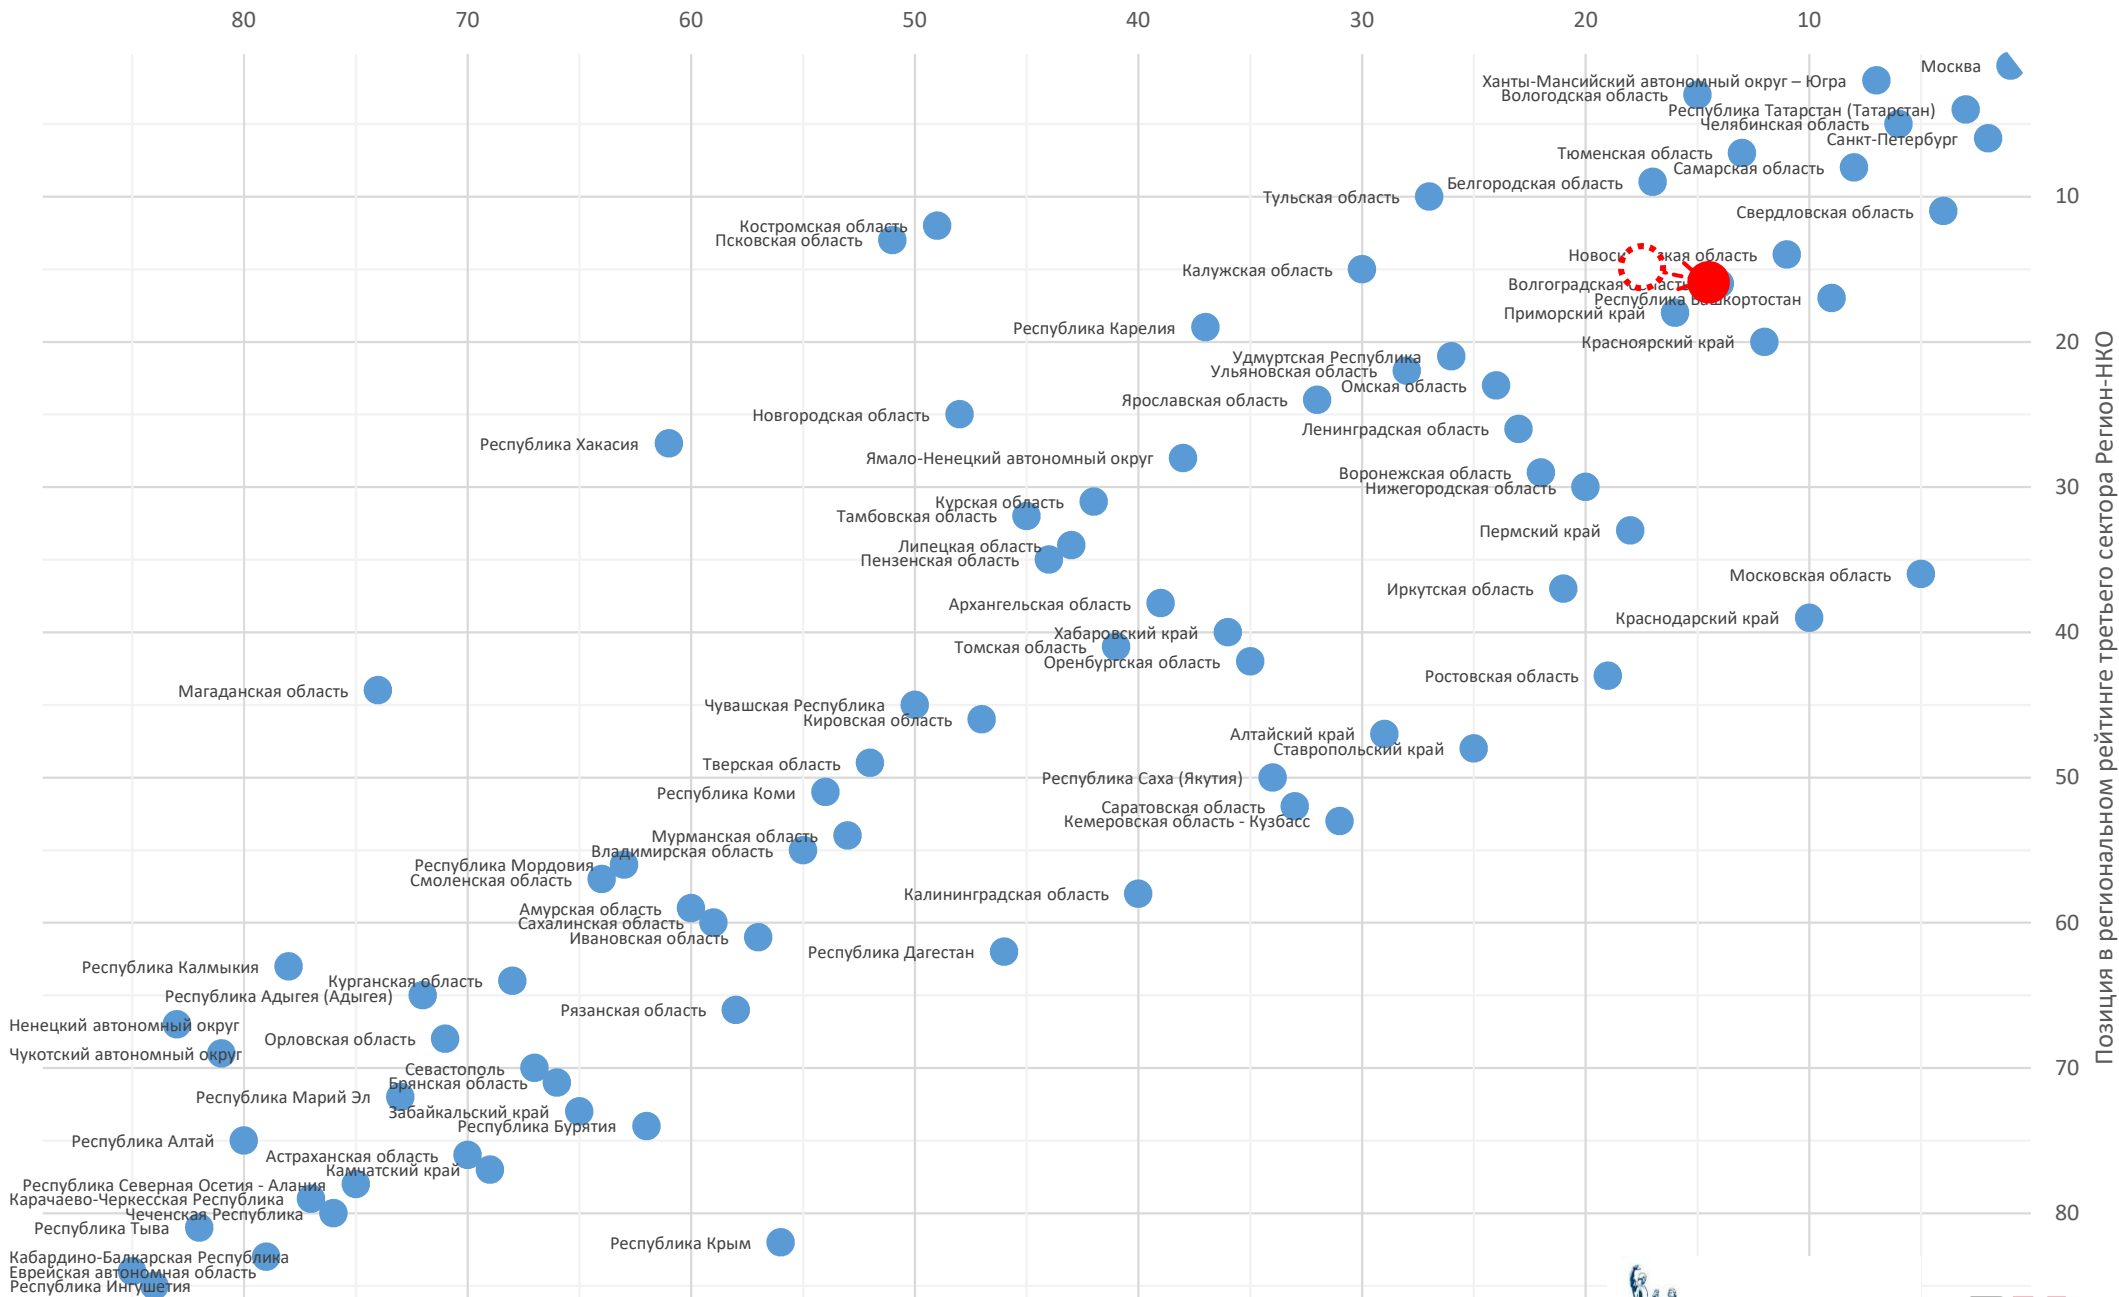 80 70 60 50 40 30 20 10
Москва
Ханты-Мансийский автономный округ – Югра
Вологодская область
Республика Татарстан (Татарстан)
Челябинская область
Санкт-Петербург
Тюменская область
Самарская область
Белгородская область
Тульская область
10
Свердловская область
Костромская область
Псковская область
Калужская область
Волгоградская область
Республика Башкортостан
Приморский край
Республика Карелия
Красноярский край
20
Удмуртская Республика
Ульяновская область
Омская область
Ярославская область
Новгородская область
Ленинградская область
Республика Хакасия
Ямало-Ненецкий автономный округ
Воронежская область
Нижегородская область
30
Курская область
Тамбовская область
Пермский край
Липецкая область
Пензенская область
Московская область
Иркутская область
Архангельская область
Краснодарский край
Хабаровский край
40
Томская область
Оренбургская область
Ростовская область
Магаданская область
Чувашская Республика
Кировская область
Алтайский край
Ставропольский край
Тверская область
Республика Саха (Якутия)
50
Республика Коми
Саратовская область
Кемеровская область - Кузбасс
Мурманская область
Владимирская область
Республика Мордовия
Смоленская область
Калининградская область
Амурская область
Сахалинская область
60
Ивановская область
Республика Дагестан
Республика Калмыкия
Курганская область
Республика Адыгея (Адыгея)
Рязанская область
Ненецкий автономный округ
Орловская область
Чукотский автономный округ
Севастополь
70
Брянская область
Республика Марий Эл
Забайкальский край
Республика Бурятия
Республика Алтай
Астраханская область
Камчатский край
Республика Северная Осетия - Алания
Карачаево-Черкесская Республика
Чеченская Республика
80
Республика Тыва
Республика Крым
Кабардино-Балкарская Республика
Еврейская автономная область
Республика Ингушетия
Позиция в региональном рейтинге третьего сектора Регион-НКО